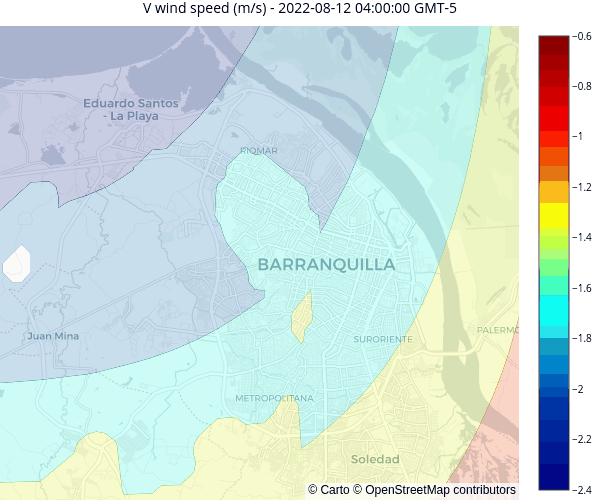 V wind speed (m/s) - 2022-08-12 04:00:00 GMT-5
−0.6
Eduardo Santos
- La Playa
−0.8
RIOMAR
−1
−1.2
BARRANQUILLA
−1.4
−1.6
Juan Mina
SURORIENTE
PALERMO
−1.8
−2
METROPOLITANA
−2.2
Soledad
−2.4
© Carto © OpenStreetMap contributors